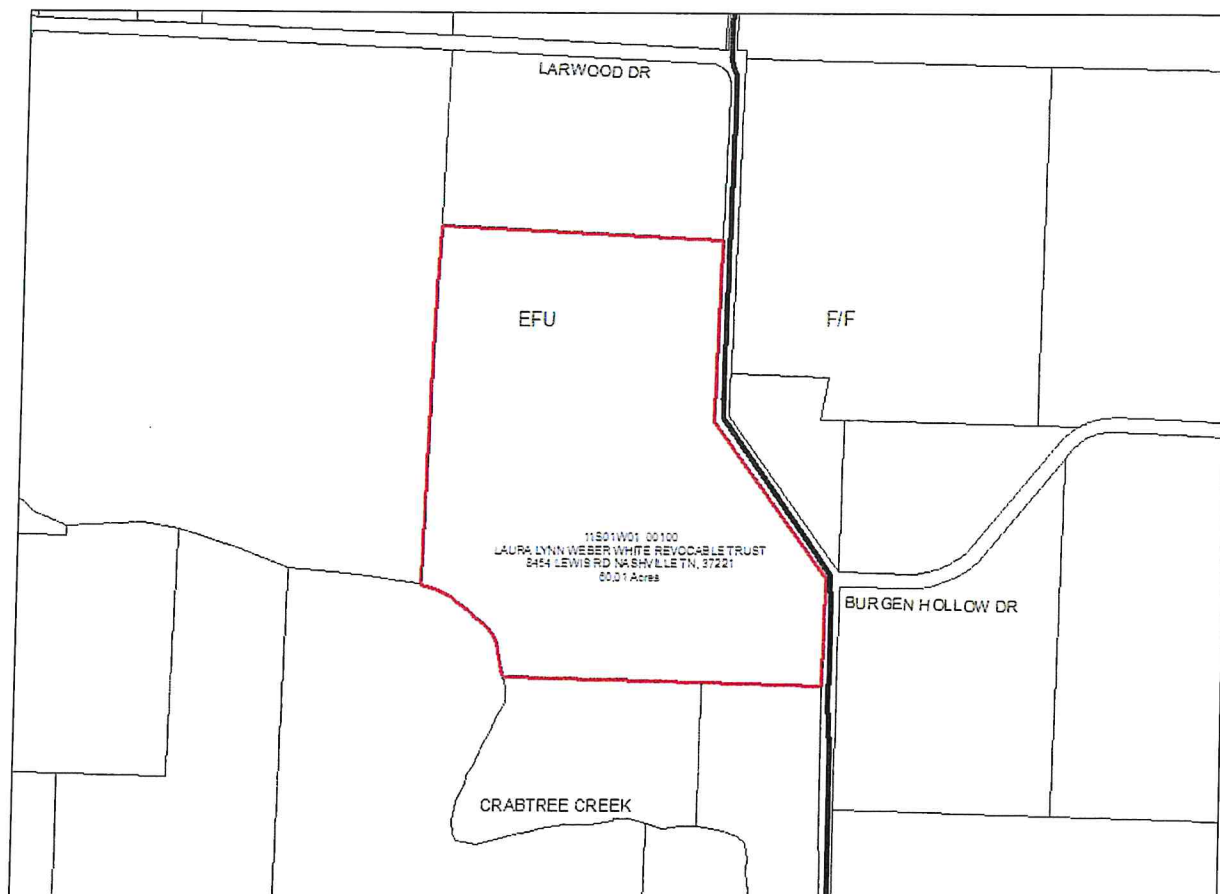 LARWOOD DR
EFU
F/F
11S01W01 00100
LAURA LYNN WEBER WHITE REVOCABLE TRUST
8454 LEWIS RD NASHVILLE TN, 37221
60.01 Acres
BURGEN HOLLOW DR
CRABTREE CREEK